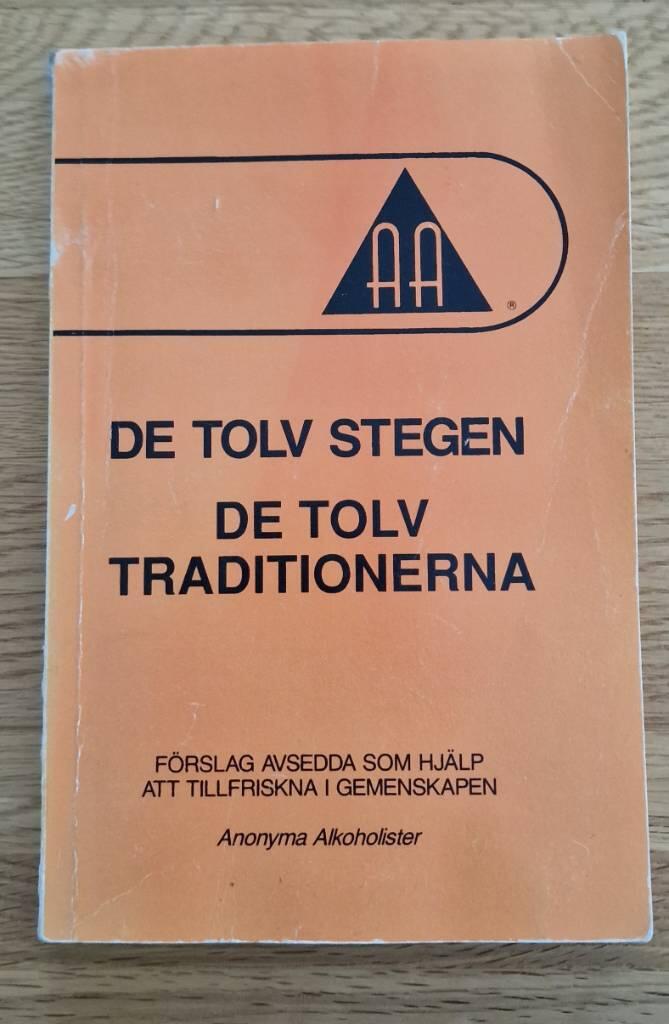 AA
®
DE TOLV STEGEN
DE TOLV
TRADITIONERNA
FÖRSLAG AVSEDDA SOM HJÄLP
ATT TILLFRISKNA I GEMENSKAPEN
Anonyma Alkoholister